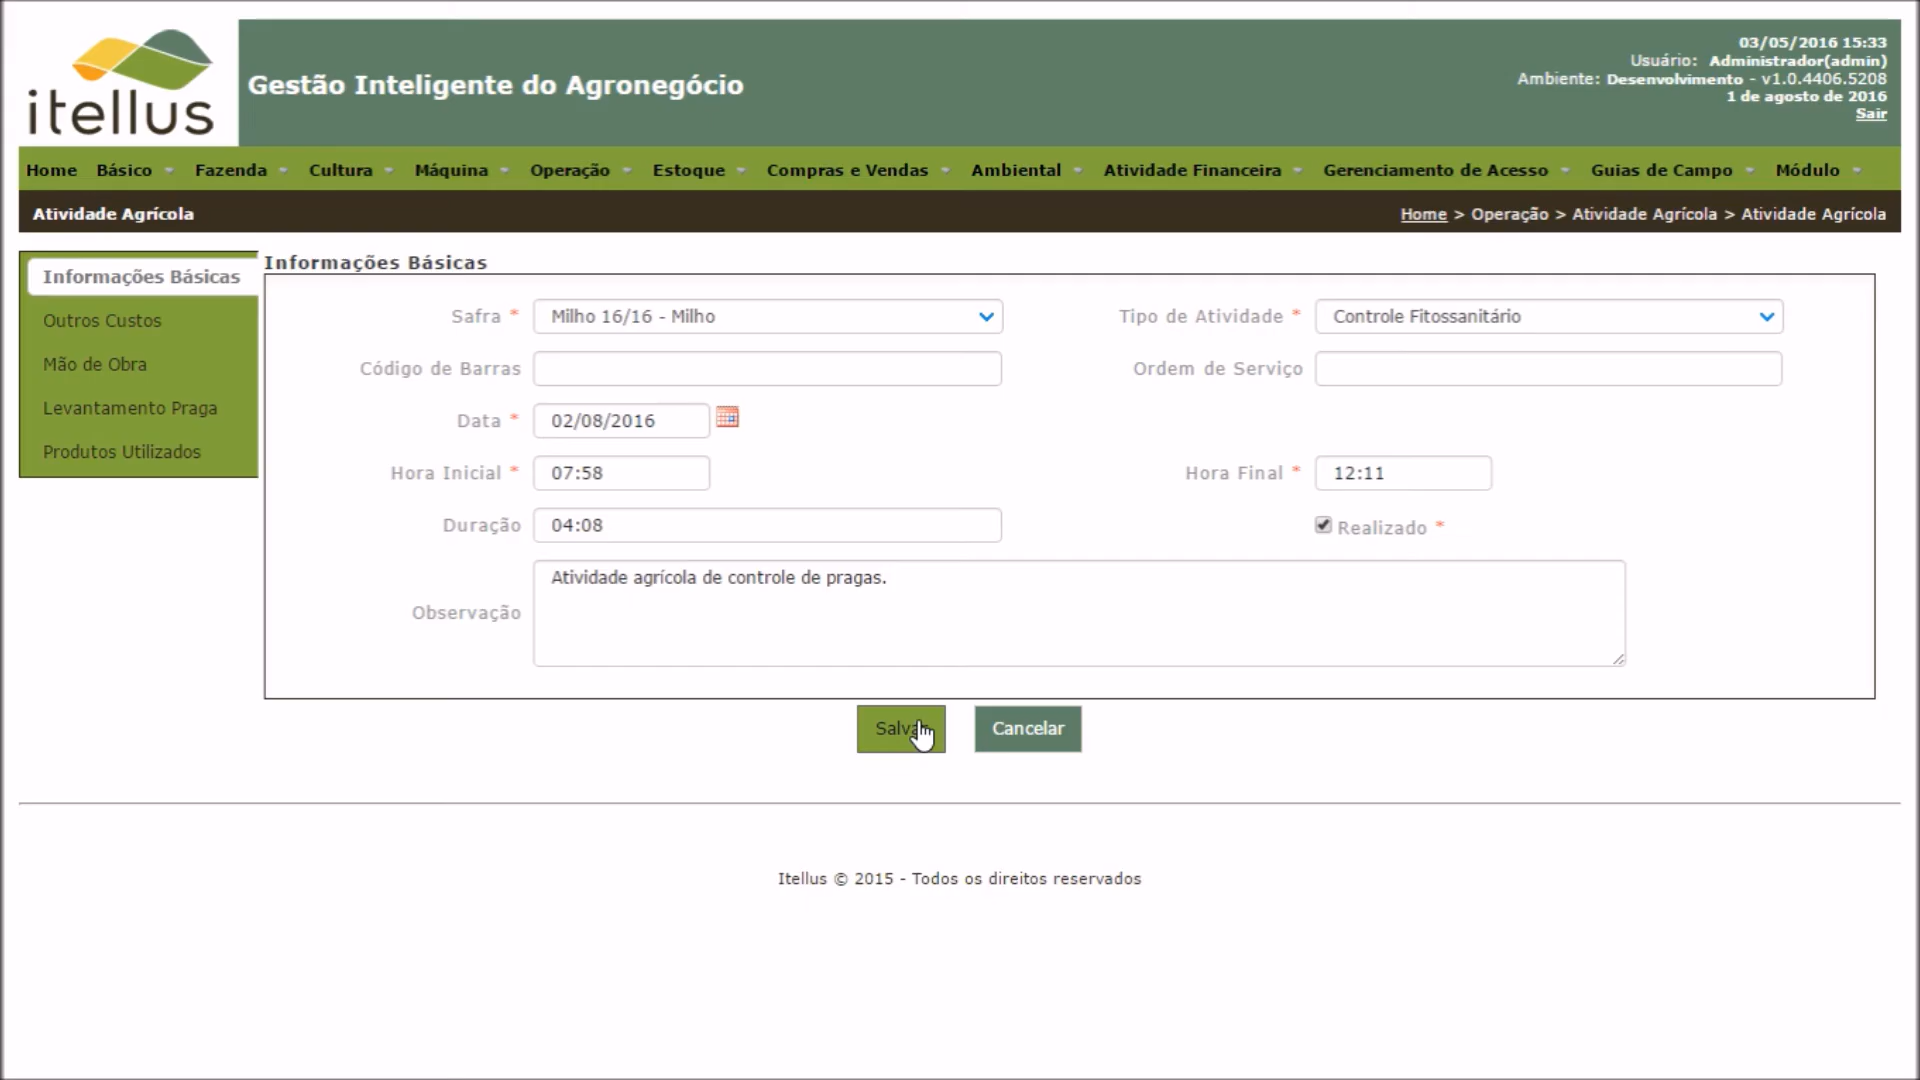 itellus
Gestão Inteligente do Agronegócio
03/05/2016 15:33
Usuário: Administrador(admin)
Ambiente: Desenvolvimento - v1.0.4406.5208
1 de agosto de 2016
Sair
Home Básico Fazenda Cultura Máquina Operação Estoque Compras e Vendas Ambiental Atividade Financeira Gerenciamento de Acesso Guias de Campo Módulo
Atividade Agrícola
Home > Operação > Atividade Agrícola > Atividade Agrícola
Informações Básicas
Outros Custos
Mão de Obra
Levantamento Praga
Produtos Utilizados
Informações Básicas
Safra * Milho 16/16 - Milho
Tipo de Atividade * Controle Fitossanitário
Código de Barras
Ordem de Serviço
Data * 02/08/2016
Hora Inicial * 07:58
Hora Final * 12:11
Duração 04:08
Realizado *
Observação
Atividade agrícola de controle de pragas.
Salvar
Cancelar
Itellus © 2015 - Todos os direitos reservados